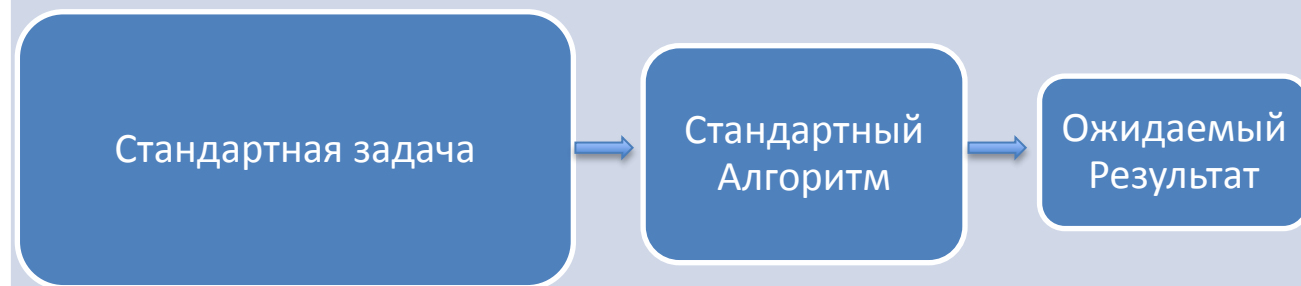 Стандартная задача
Стандартный
Алгоритм
Ожидаемый
Результат